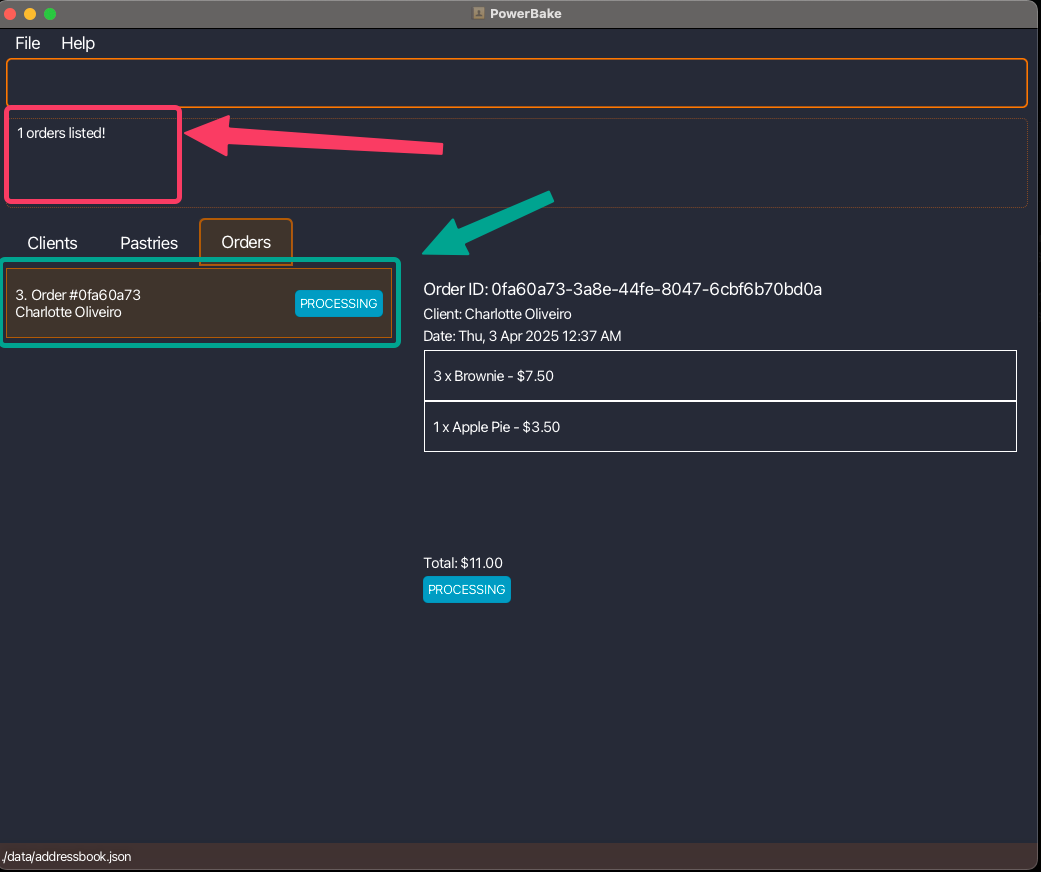 PowerBake
File Help
1 orders listed!
Clients Pastries Orders
3. Order #0fa60a73
Charlotte Oliveiro
PROCESSING
Order ID: 0fa60a73-3a8e-44fe-8047-6cbf6b70bd0a
Client: Charlotte Oliveiro
Date: Thu, 3 Apr 2025 12:37 AM
3 x Brownie - $7.50
1 x Apple Pie - $3.50
Total: $11.00
PROCESSING
./data/addressbook.json